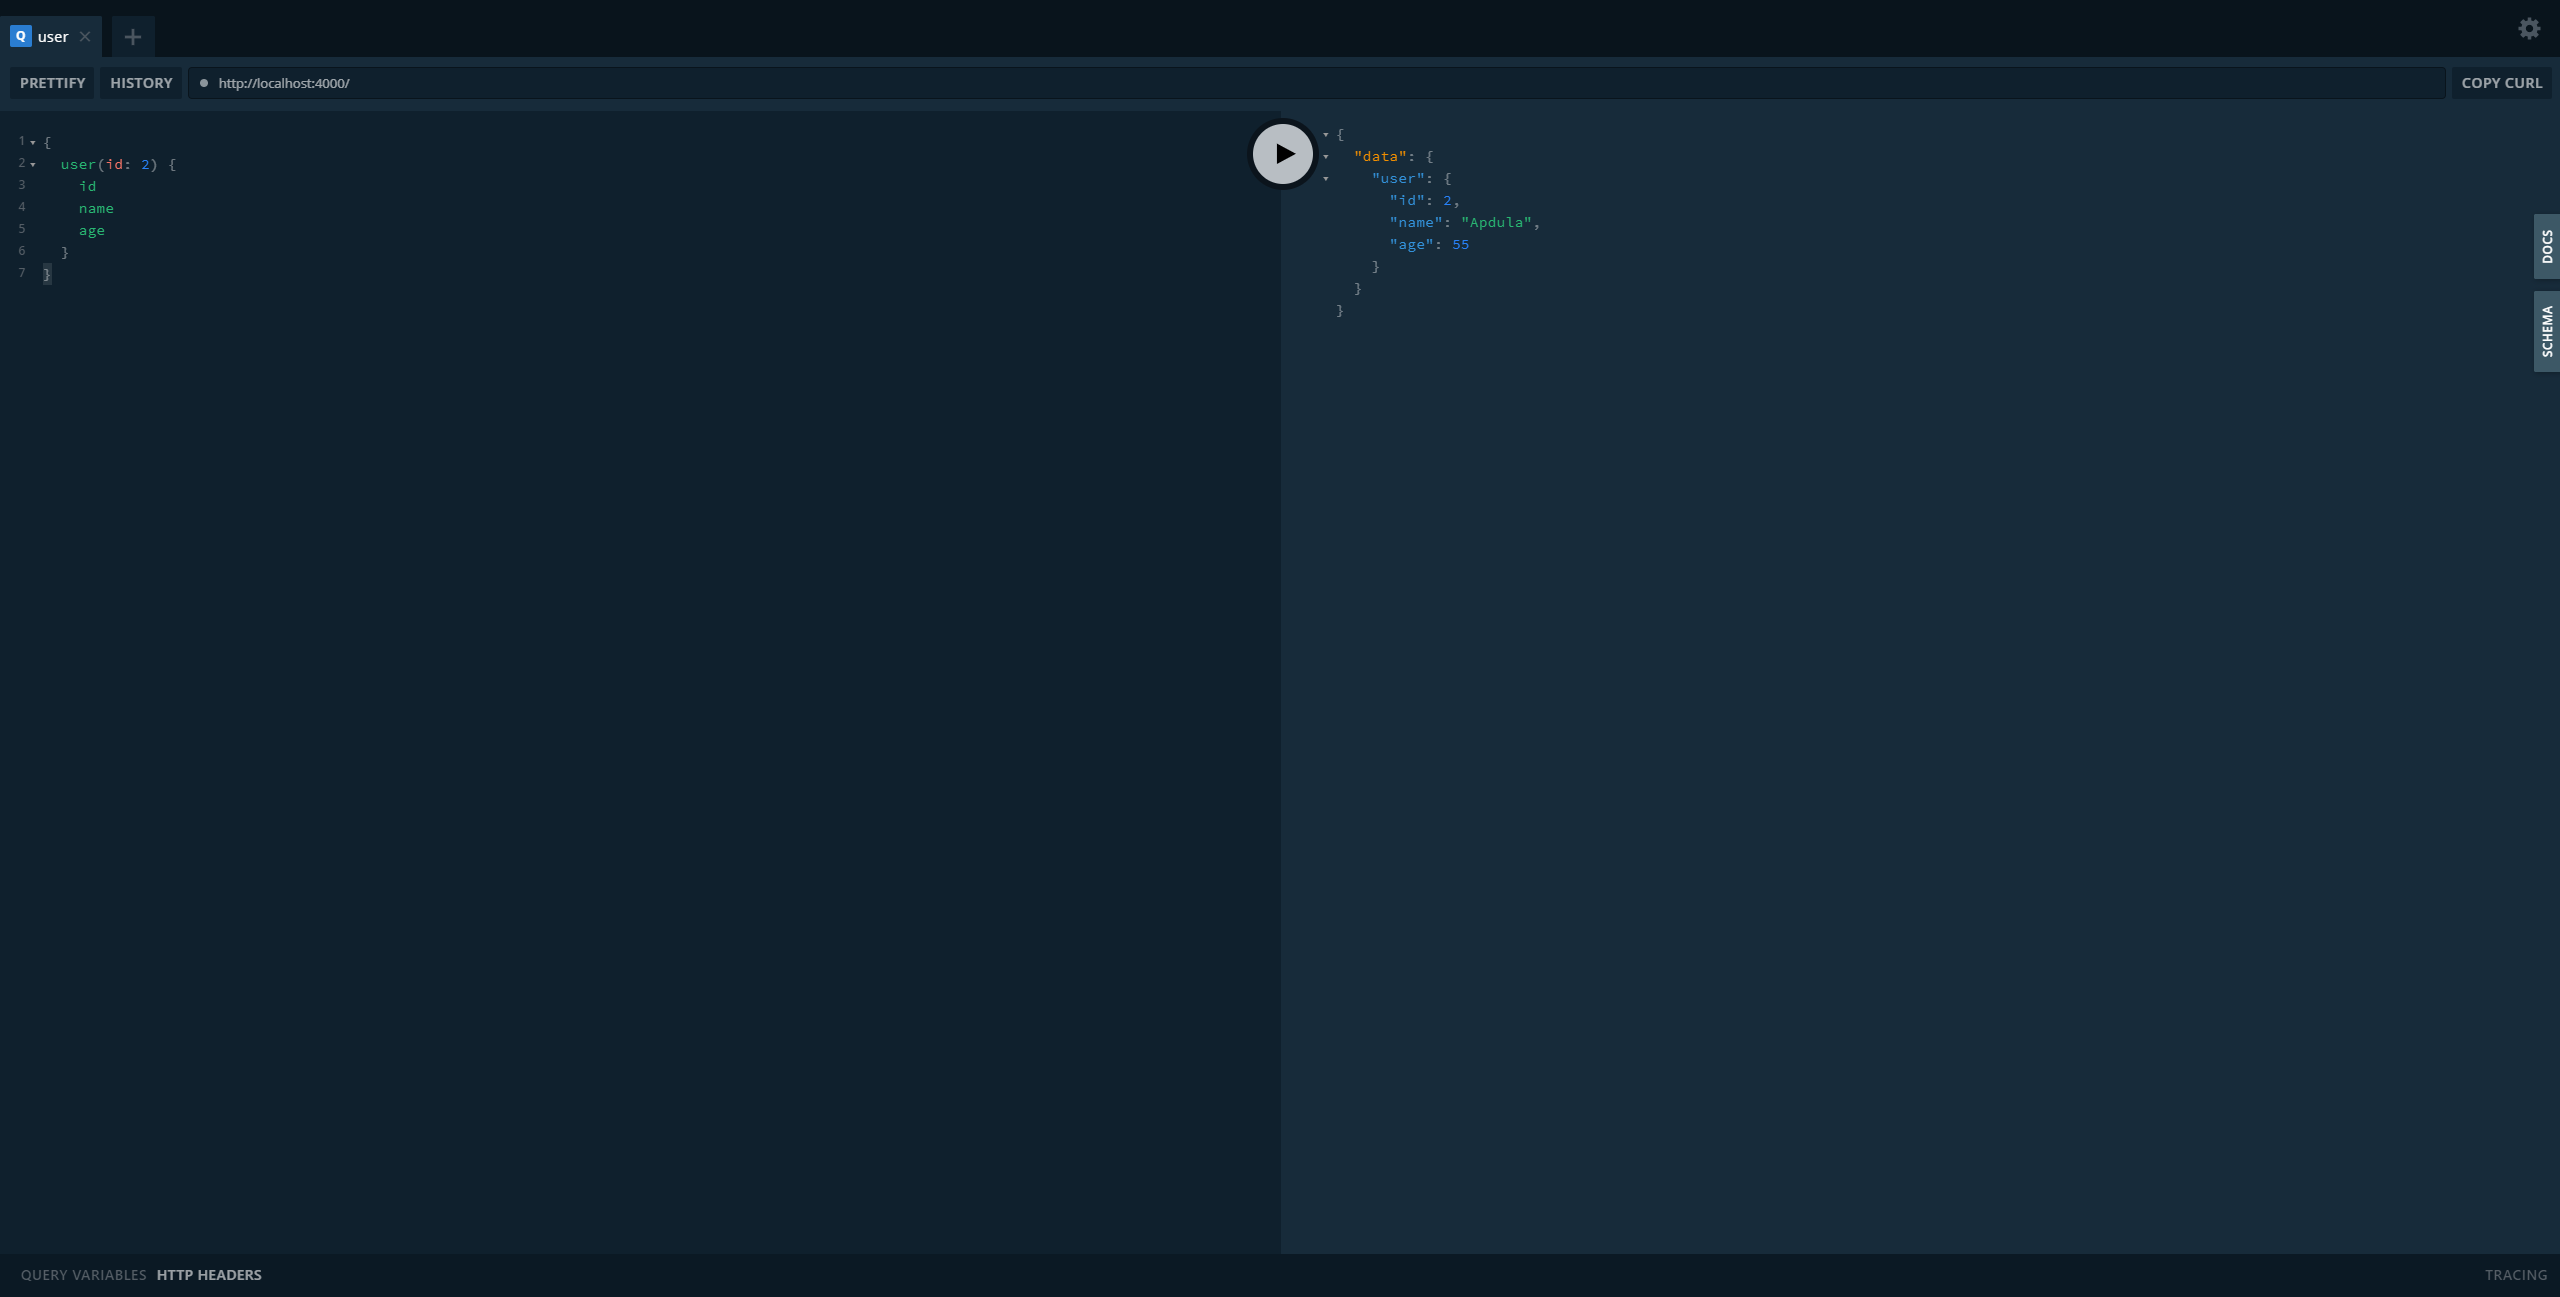 Q user
PRETTIFY HISTORY http://localhost:4000/ COPY CURL
1 {
2 user(id: 2) {
3 id
4 name
5 age
6 }
7 }
{
"data": {
"user": {
"id": 2,
"name": "Apdula",
"age": 55
}
}
}
DOCS
SCHEMA
QUERY VARIABLES HTTP HEADERS TRACING